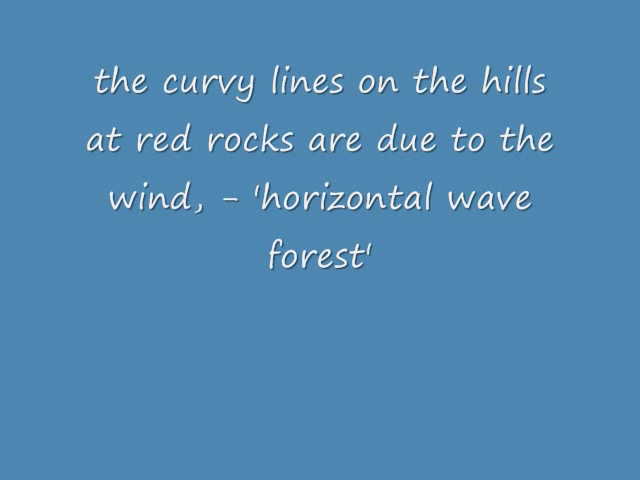 the curvy lines on the hills
at red rocks are due to the
wind, - 'horizontal wave
forest'